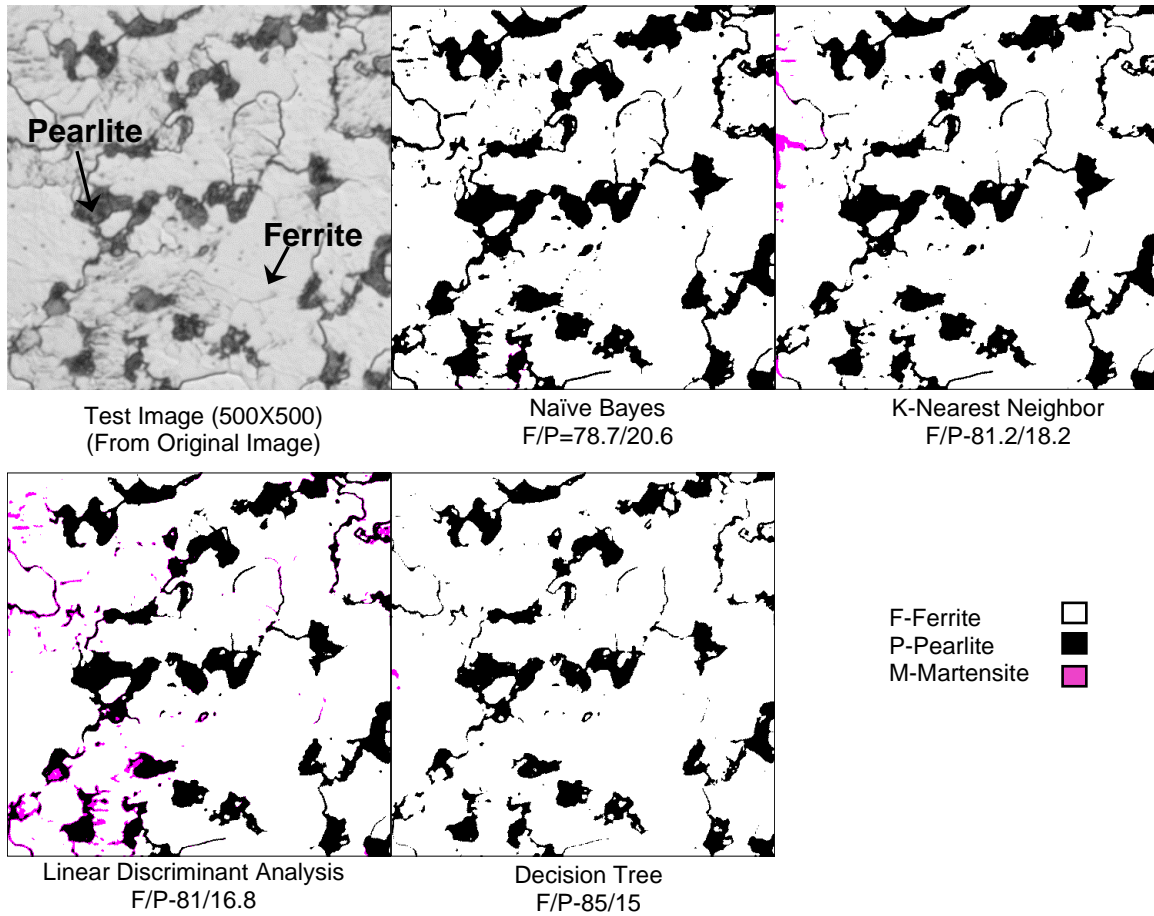 Pearlite
Ferrite
Test Image (500X500)
(From Original Image)
Naïve Bayes
F/P=78.7/20.6
K-Nearest Neighbor
F/P-81.2/18.2
Linear Discriminant Analysis
F/P-81/16.8
Decision Tree
F/P-85/15
F-Ferrite
P-Pearlite
M-Martensite